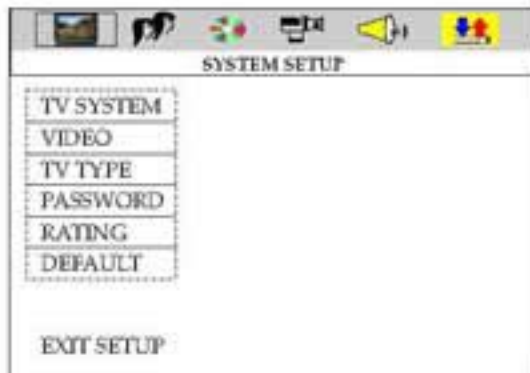 SYSTEM SETUP
TV SYSTEM
VIDEO
TV TYPE
PASSWORD
RATING
DEFAULT
EXIT SETUP